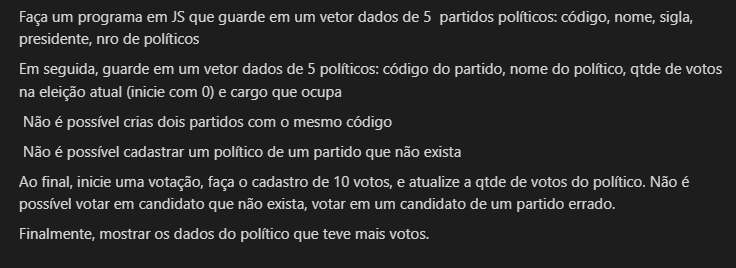 Faça um programa em JS que guarde em um vetor dados de 5 partidos políticos: código, nome, sigla,
presidente, nro de políticos
Em seguida, guarde em um vetor dados de 5 políticos: código do partido, nome do político, qtde de votos
na eleição atual (inicie com 0) e cargo que ocupa
Não é possível crias dois partidos com o mesmo código
Não é possível cadastrar um político de um partido que não exista
Ao final, inicie uma votação, faça o cadastro de 10 votos, e atualize a qtde de votos do político. Não é
possível votar em candidato que não exista, votar em um candidato de um partido errado.
Finalmente, mostrar os dados do político que teve mais votos.